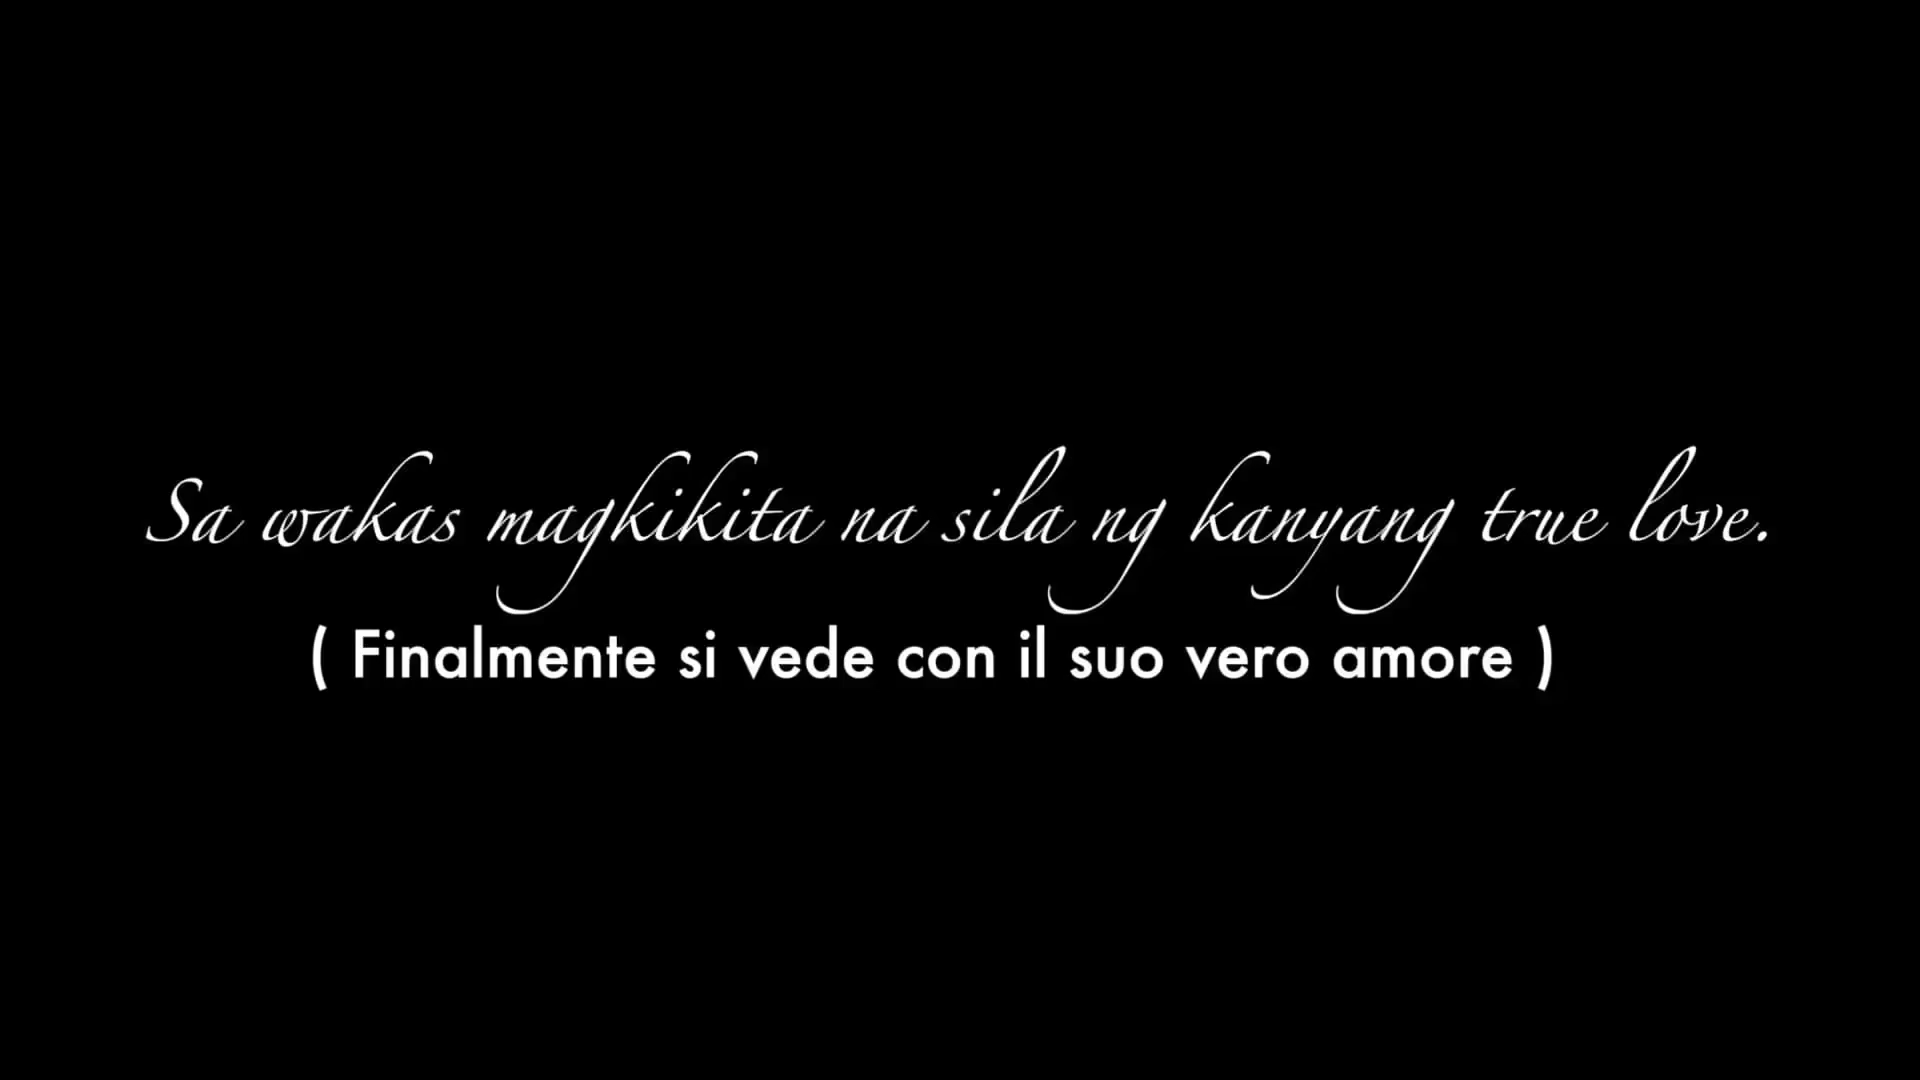 Sa wakas magkikita na sila ng kanyang true love.
( Finalmente si vede con il suo vero amore )